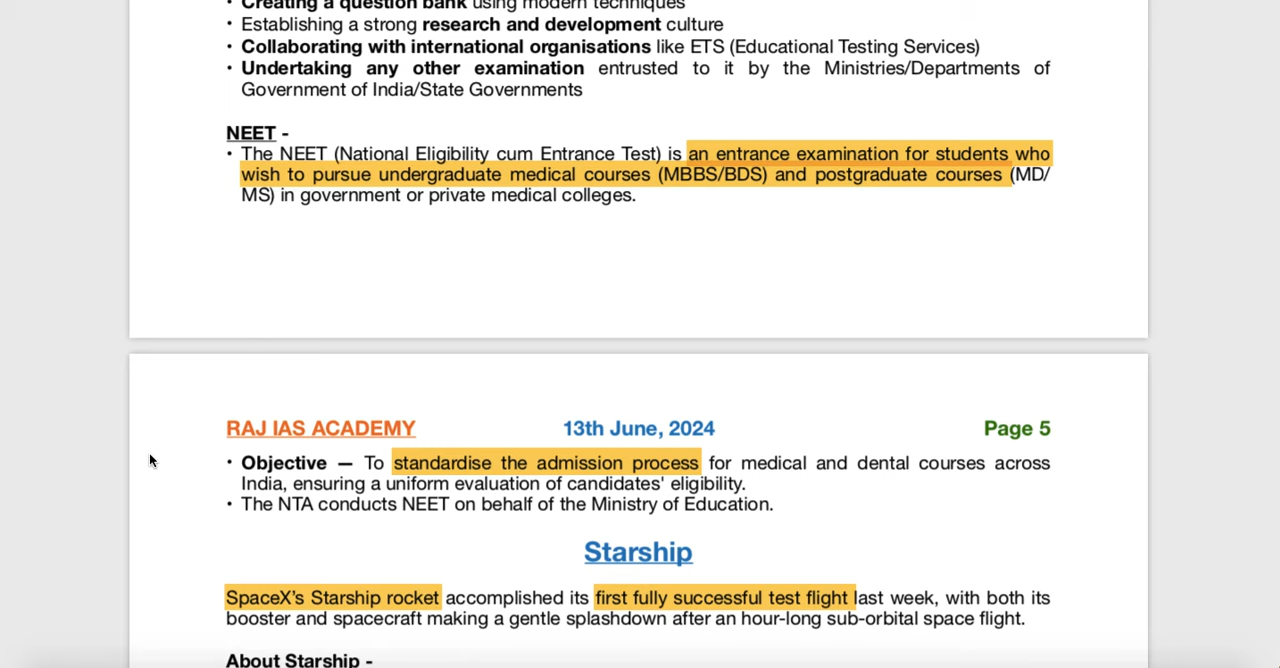 • Creating a question bank using modern techniques
• Establishing a strong research and development culture
• Collaborating with international organisations like ETS (Educational Testing Services)
• Undertaking any other examination entrusted to it by the Ministries/Departments of
Government of India/State Governments
NEET -
• The NEET (National Eligibility cum Entrance Test) is an entrance examination for students who
wish to pursue undergraduate medical courses (MBBS/BDS) and postgraduate courses (MD/
MS) in government or private medical colleges.
RAJ IAS ACADEMY 13th June, 2024 Page 5
• Objective — To standardise the admission process for medical and dental courses across
India, ensuring a uniform evaluation of candidates' eligibility.
• The NTA conducts NEET on behalf of the Ministry of Education.
Starship
SpaceX’s Starship rocket accomplished its first fully successful test flight last week, with both its
booster and spacecraft making a gentle splashdown after an hour-long sub-orbital space flight.
About Starship -